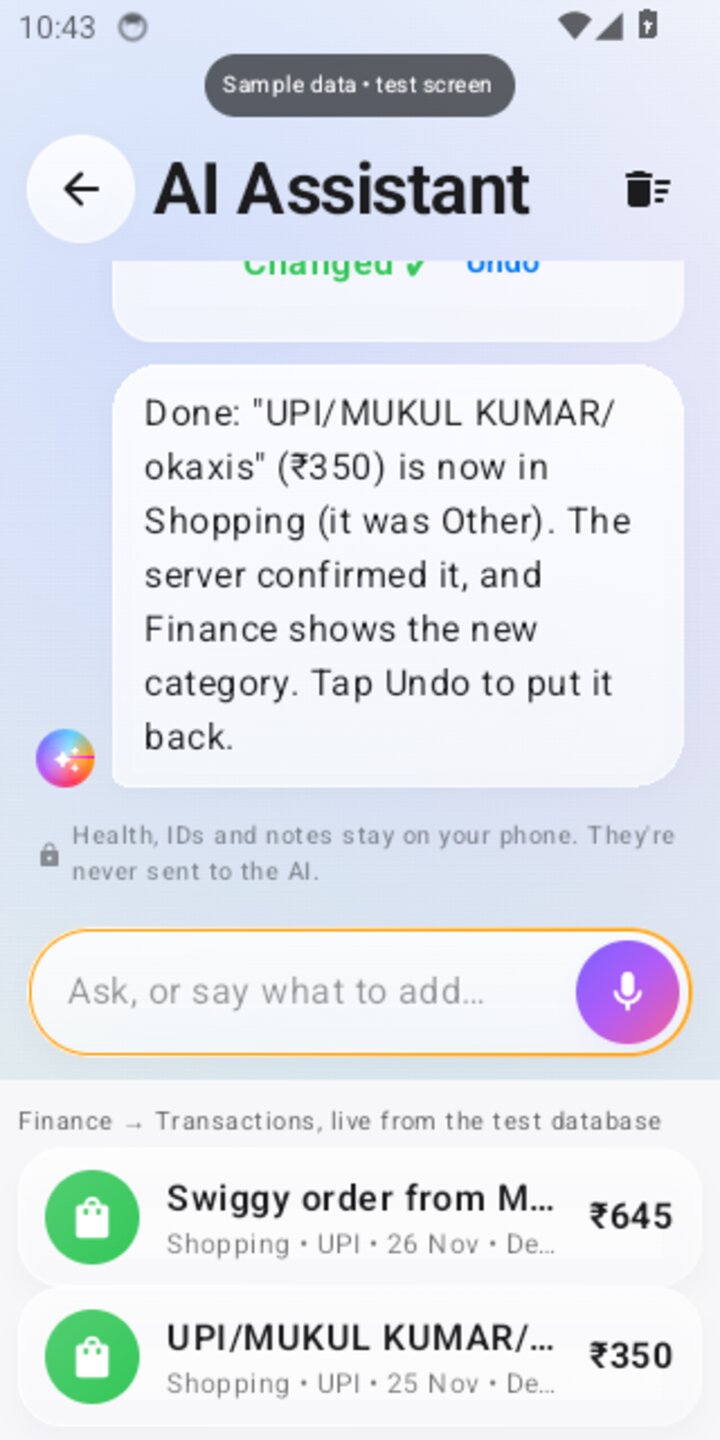 10:43
Sample data • test screen
AI Assistant
Changed ✓ Undo
Done: "UPI/MUKUL KUMAR/
okaxis" (₹350) is now in
Shopping (it was Other). The
server confirmed it, and
Finance shows the new
category. Tap Undo to put it
back.
Health, IDs and notes stay on your phone. They're
never sent to the AI.
Ask, or say what to add...
Finance → Transactions, live from the test database
Swiggy order from M...
₹645
Shopping • UPI • 26 Nov • De...
UPI/MUKUL KUMAR/...
₹350
Shopping • UPI • 25 Nov • De...